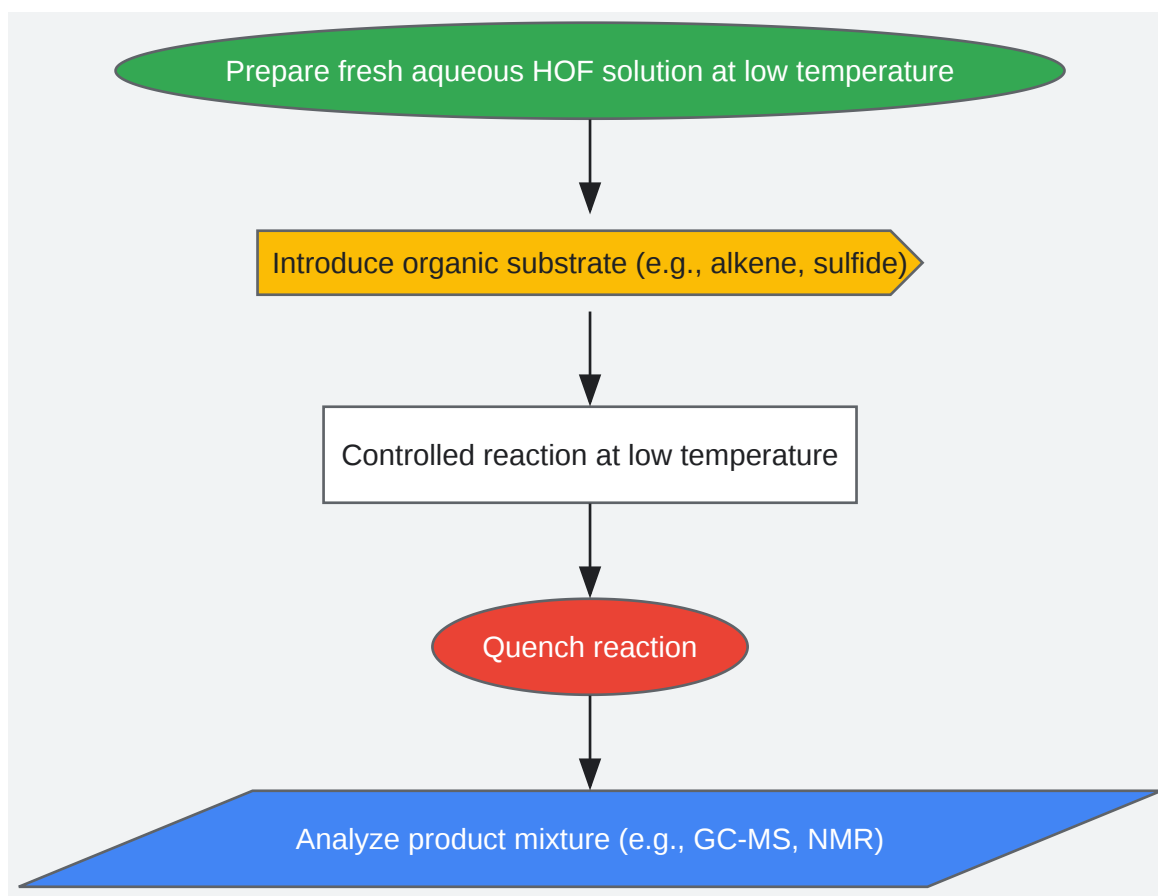 Prepare fresh aqueous HOF solution at low temperature
Introduce organic substrate (e.g., alkene, sulfide)
Controlled reaction at low temperature
Quench reaction
Analyze product mixture (e.g., GC-MS, NMR)